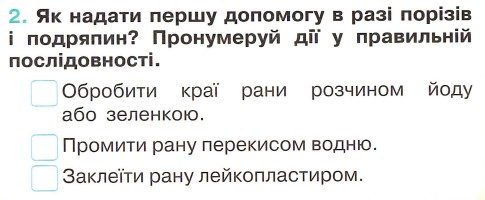 2. Як надати першу допомогу в разі порізів
і подряпин? Пронумеруй дії у правильній
послідовності.
Обробити краї рани розчином йоду
або зеленкою.
Промити рану перекисом водню.
Заклеїти рану лейкопластиром.